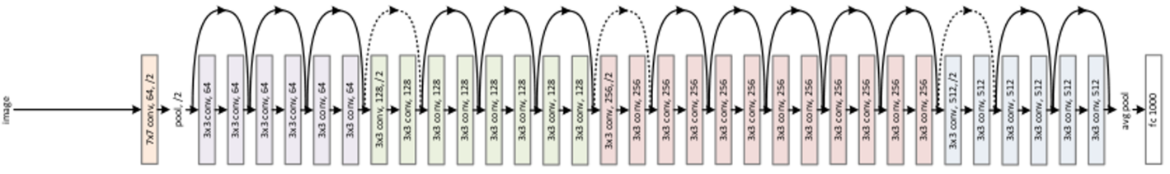 image
7x7 conv, 64, /2
pool, /2
3x3 conv, 64
3x3 conv, 64
3x3 conv, 64
3x3 conv, 64
3x3 conv, 64
3x3 conv, 64
3x3 conv, 128, /2
3x3 conv, 128
3x3 conv, 128
3x3 conv, 128
3x3 conv, 128
3x3 conv, 128
3x3 conv, 128
3x3 conv, 128
3x3 conv, 256, /2
3x3 conv, 256
3x3 conv, 256
3x3 conv, 256
3x3 conv, 256
3x3 conv, 256
3x3 conv, 256
3x3 conv, 256
3x3 conv, 256
3x3 conv, 256
3x3 conv, 256
3x3 conv, 256
3x3 conv, 512, /2
3x3 conv, 512
3x3 conv, 512
3x3 conv, 512
3x3 conv, 512
3x3 conv, 512
avg pool
fc 1000